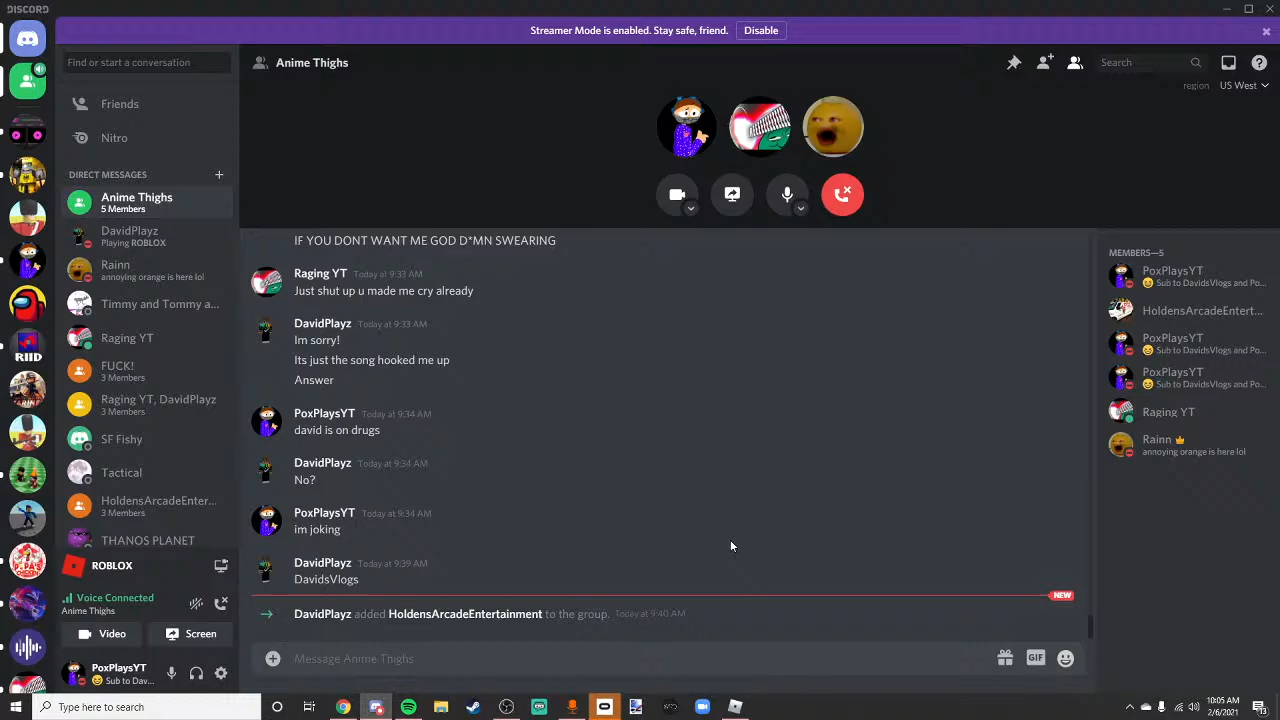 DISCORD
Streamer Mode is enabled. Stay safe, friend.
Disable
Find or start a conversation
Friends
Nitro
DIRECT MESSAGES
Anime Thighs
5 Members
DavidPlayz
Playing ROBLOX
Rainn
annoying orange is here lol
Timmy and Tommy a...
Raging YT
FUCK!
3 Members
Raging YT, DavidPlayz
3 Members
SF Fishy
Tactical
HoldensArcadeEnter...
3 Members
THANOS PLANET
ROBLOX
Voice Connected
Anime Thighs
Video
Screen
PoxPlaysYT
Sub to Dav...
RIID
Anime Thighs
Search
region
US West
IF YOU DONT WANT ME GOD D*MN SWEARING
Raging YT Today at 9:33 AM
Just shut up u made me cry already
DavidPlayz Today at 9:33 AM
Im sorry!
Its just the song hooked me up
Answer
PoxPlaysYT Today at 9:34 AM
david is on drugs
DavidPlayz Today at 9:34 AM
No?
PoxPlaysYT Today at 9:34 AM
im joking
DavidPlayz Today at 9:39 AM
DavidsVlogs
NEW
DavidPlayz added HoldensArcadeEntertainment to the group. Today at 9:40 AM
Message Anime Thighs
GIF
MEMBERS—5
PoxPlaysYT
Sub to DavidsVlogs and Po...
HoldensArcadeEntert...
PoxPlaysYT
Sub to DavidsVlogs and Po...
PoxPlaysYT
Sub to DavidsVlogs and Po...
Raging YT
Rainn
annoying orange is here lol
Type here to search
10:05 AM
2/6/2021